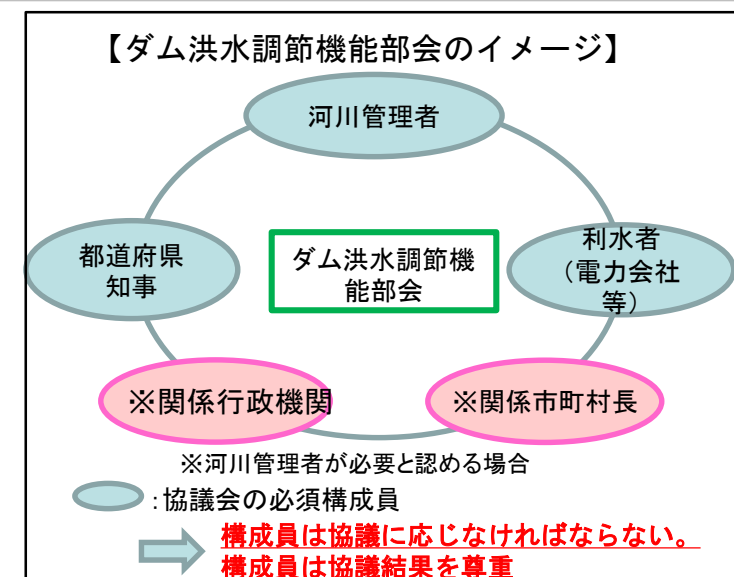 【ダム洪水調節機能部会のイメージ】
河川管理者
都道府県
知事
ダム洪水調節機
能部会
利水者
（電力会社
等）
※関係行政機関
※関係市町村長
※河川管理者が必要と認める場合
：協議会の必須構成員
構成員は協議に応じなければならない。
構成員は協議結果を尊重